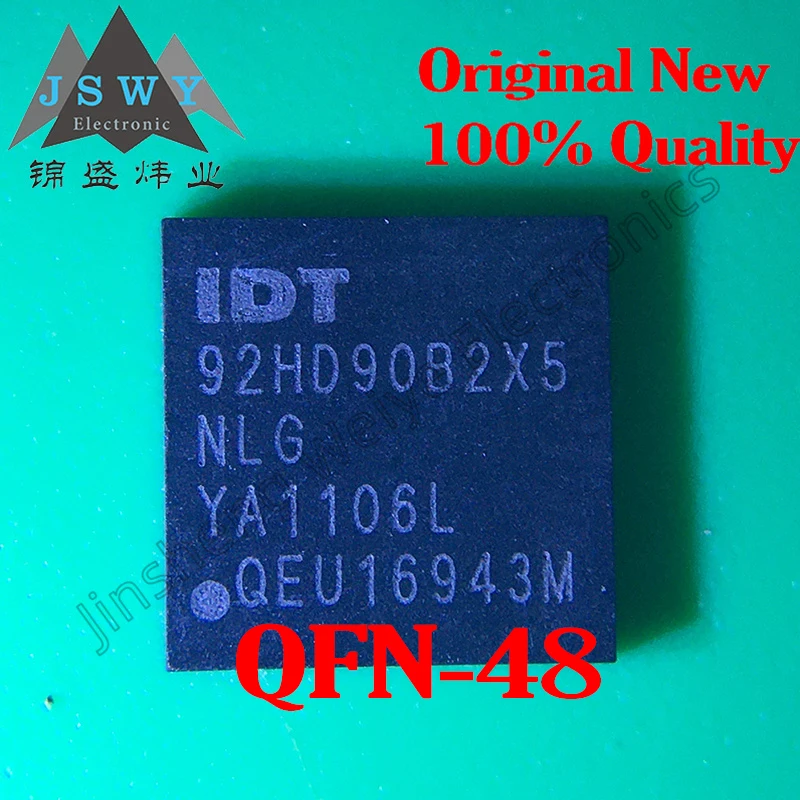 JSWY
Electronic
锦盛炜业
Original New
100% Quality
IDT
92HD90B2X5
NLG
YA1106L
QEU16943M
QFN-48